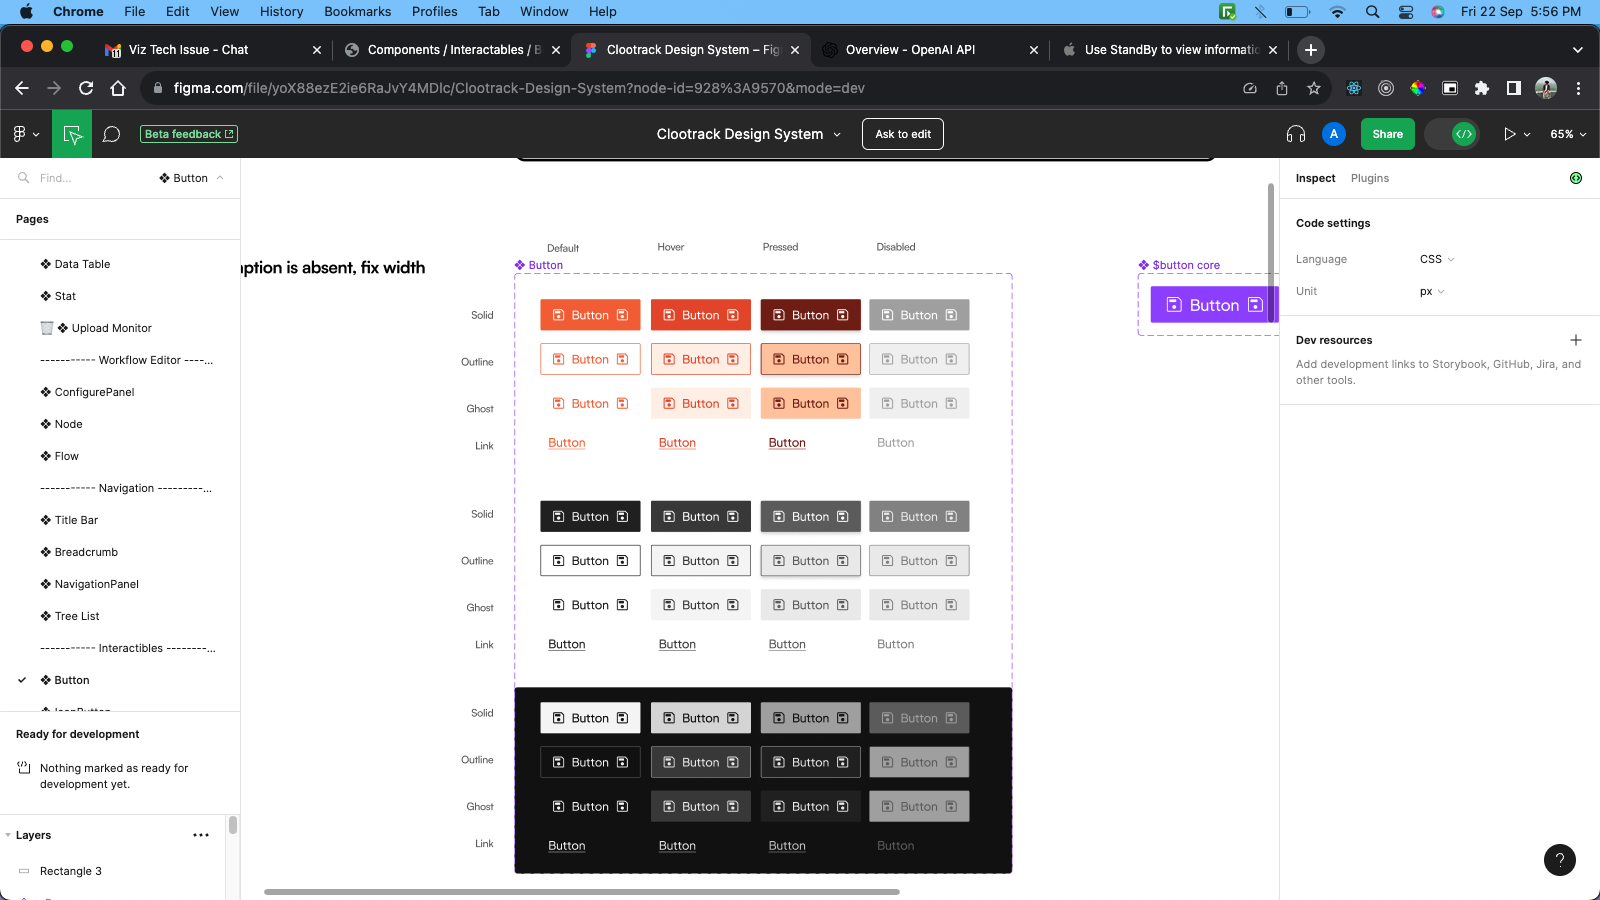 Chrome File Edit View History Bookmarks Profiles Tab Window Help Fri 22 Sep 5:56 PM
11 Viz Tech Issue - Chat
Components / Interactables / B
Clootrack Design System – Fig
Overview - OpenAI API
Use StandBy to view informatio
figma.com/file/yoX88ezE2ie6RaJvY4MDlc/Clootrack-Design-System?node-id=928%3A9570&mode=dev
Beta feedback
Clootrack Design System
Ask to edit
A
Share
65%
Find...
Button
Pages
Data Table
Stat
Upload Monitor
----------- Workflow Editor ----...
ConfigurePanel
Node
Flow
----------- Navigation ---------...
Title Bar
Breadcrumb
NavigationPanel
Tree List
----------- Interactibles --------...
Button
Ready for development
Nothing marked as ready for
development yet.
Layers
Rectangle 3
ption is absent, fix width
Default Hover Pressed Disabled
Button
Solid Button Button Button Button
Outline Button Button Button Button
Ghost Button Button Button Button
Link Button Button Button Button
Solid Button Button Button Button
Outline Button Button Button Button
Ghost Button Button Button Button
Link Button Button Button Button
Solid Button Button Button Button
Outline Button Button Button Button
Ghost Button Button Button Button
Link Button Button Button Button
$button core
Button
Inspect Plugins
Code settings
Language CSS
Unit px
Dev resources
Add development links to Storybook, GitHub, Jira, and
other tools.
?